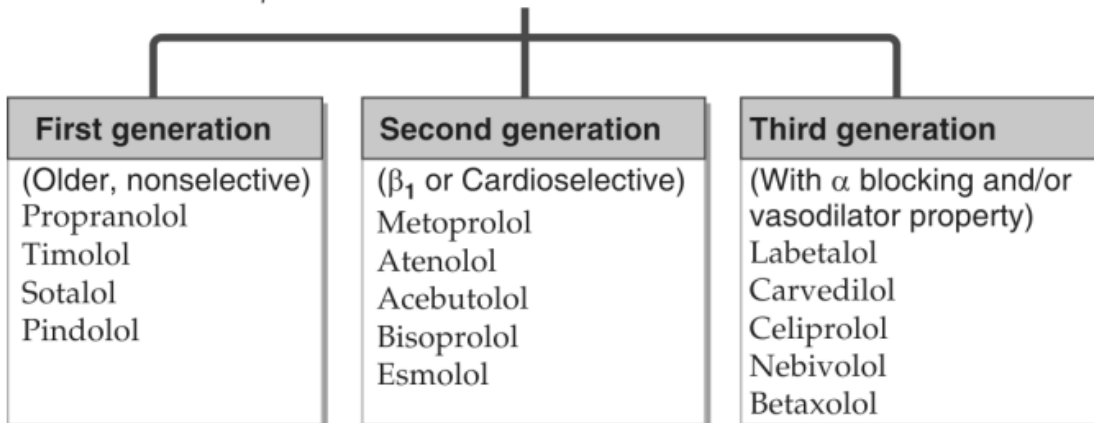 First generation
(Older, nonselective)
Propranolol
Timolol
Sotalol
Pindolol
Second generation
(β₁ or Cardioselective)
Metoprolol
Atenolol
Acebutolol
Bisoprolol
Esmolol
Third generation
(With α blocking and/or
vasodilator property)
Labetalol
Carvedilol
Celiprolol
Nebivolol
Betaxolol